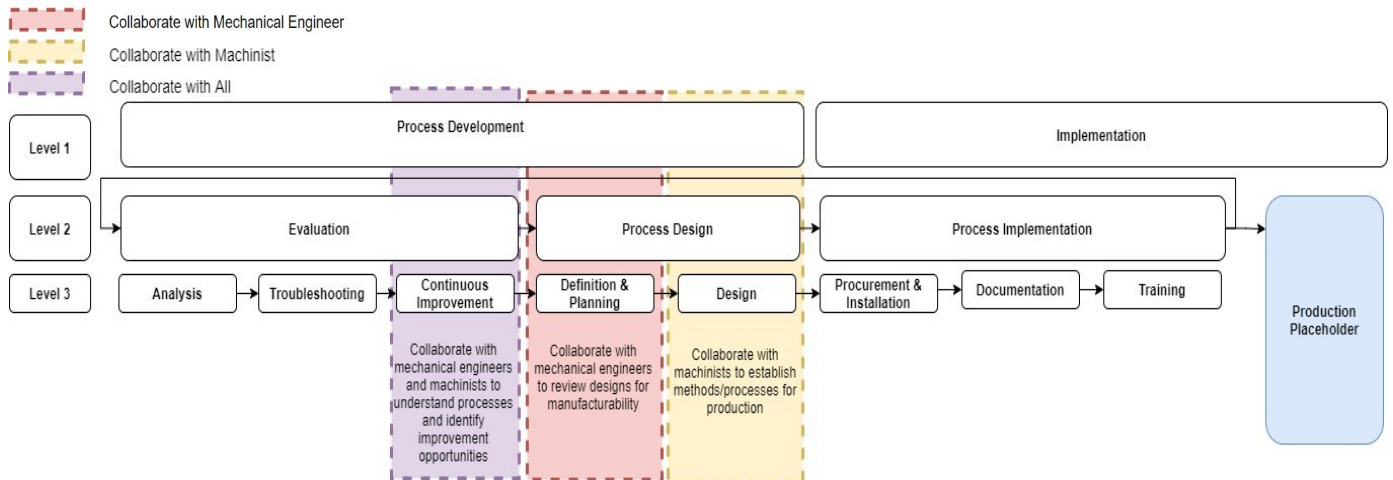 Collaborate with Mechanical Engineer
Collaborate with Machinist
Collaborate with All
Level 1
Process Development
Implementation
Level 2
Evaluation
Process Design
Process Implementation
Level 3
Analysis
Troubleshooting
Continuous
Improvement
Definition &
Planning
Design
Procurement &
Installation
Documentation
Training
Production
Placeholder
Collaborate with
mechanical engineers
and machinists to
understand processes
and identify
improvement
opportunities
Collaborate with
mechanical engineers
to review designs for
manufacturability
Collaborate with
machinists to establish
methods/processes for
production